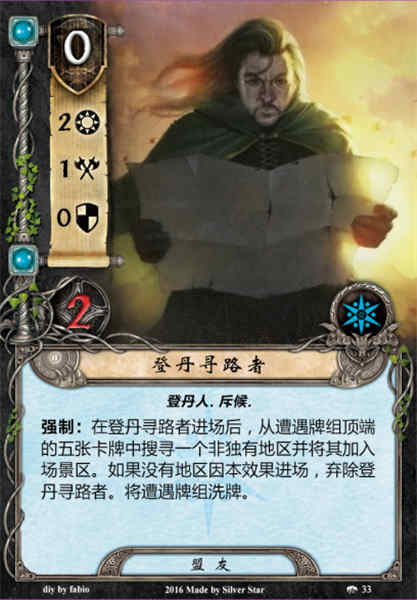 0
2
1
0
2
登丹寻路者
登丹人. 斥候.
强制：在登丹寻路者进场后，从遭遇牌组顶端
的五张卡牌中搜寻一个非独有地区并将其加入
场景区。如果没有地区因本效果进场，弃除登
丹寻路者。将遭遇牌组洗牌。
盟友
diy by fabio
2016 Made by Silver Star
33